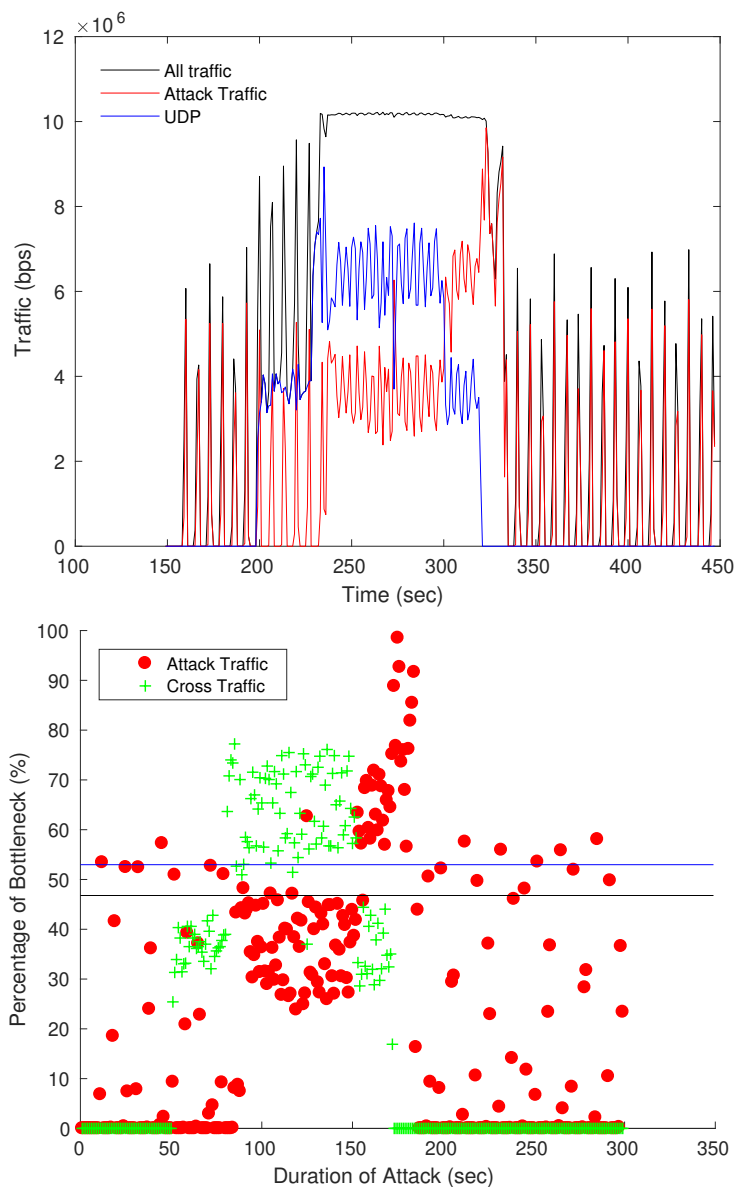 ×10⁶
12
10
8
6
4
2
0
Traffic (bps)
All traffic
Attack Traffic
UDP
100 150 200 250 300 350 400 450
Time (sec)
100
90
80
70
60
50
40
30
20
10
0
Percentage of Bottleneck (%)
Attack Traffic
Cross Traffic
0 50 100 150 200 250 300 350
Duration of Attack (sec)